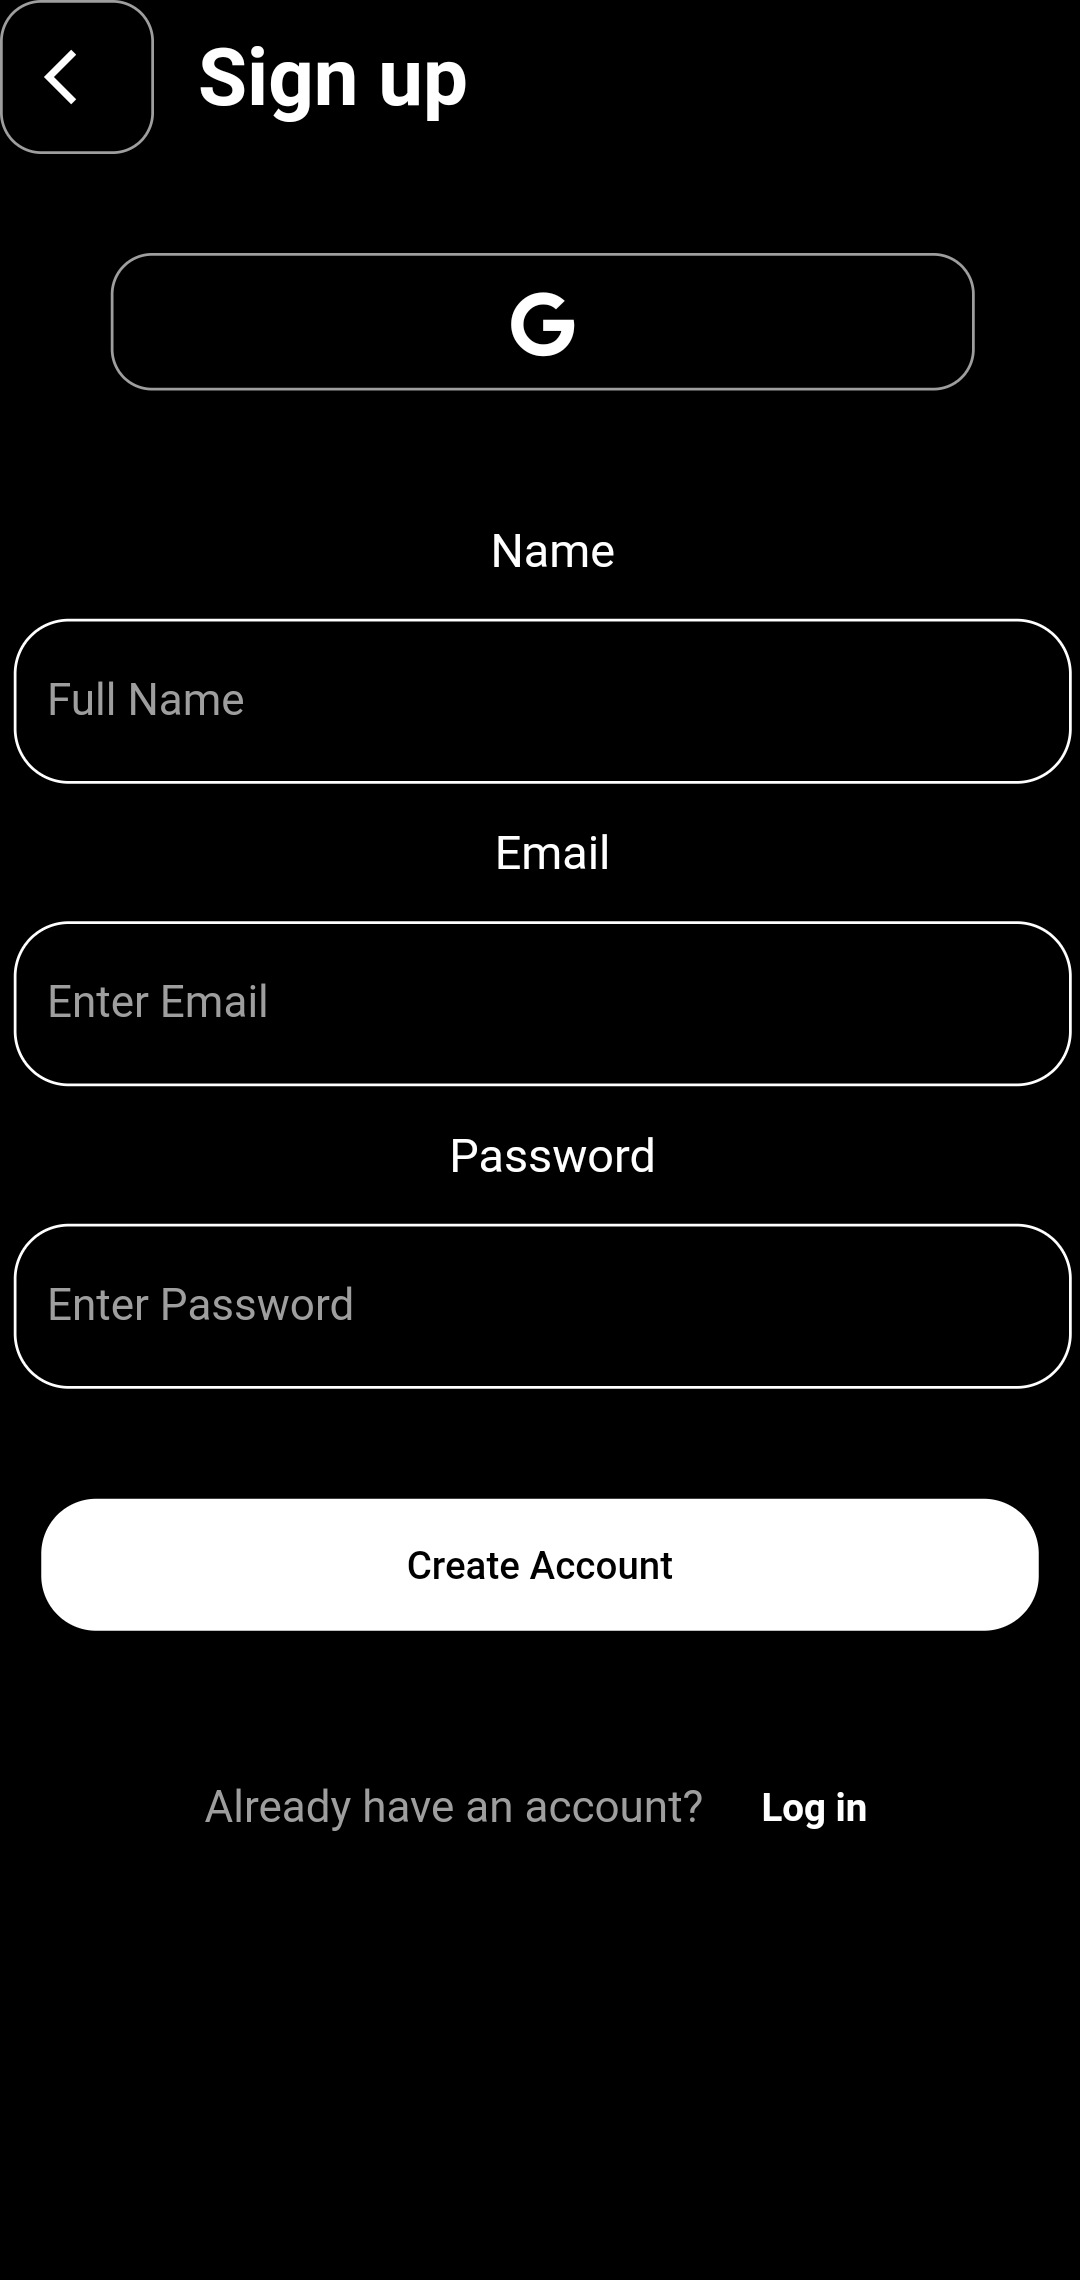 Sign up
G
Name
Full Name
Email
Enter Email
Password
Enter Password
Create Account
Already have an account? Log in